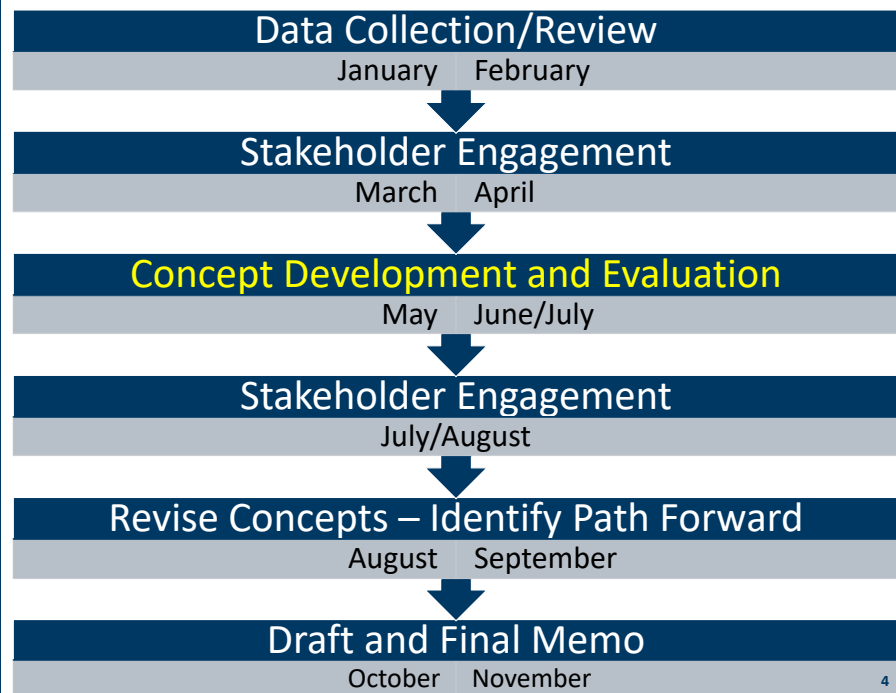 Data Collection/Review
January February
Stakeholder Engagement
March April
Concept Development and Evaluation
May June/July
Stakeholder Engagement
July/August
Revise Concepts – Identify Path Forward
August September
Draft and Final Memo
October November
4